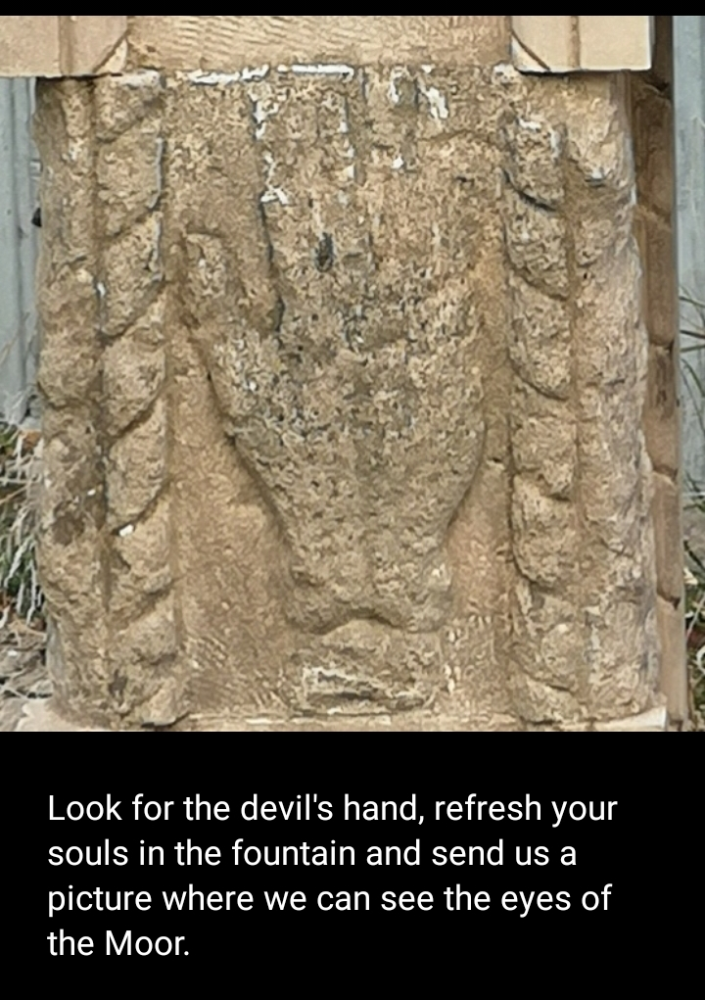 Look for the devil's hand, refresh your
souls in the fountain and send us a
picture where we can see the eyes of
the Moor.